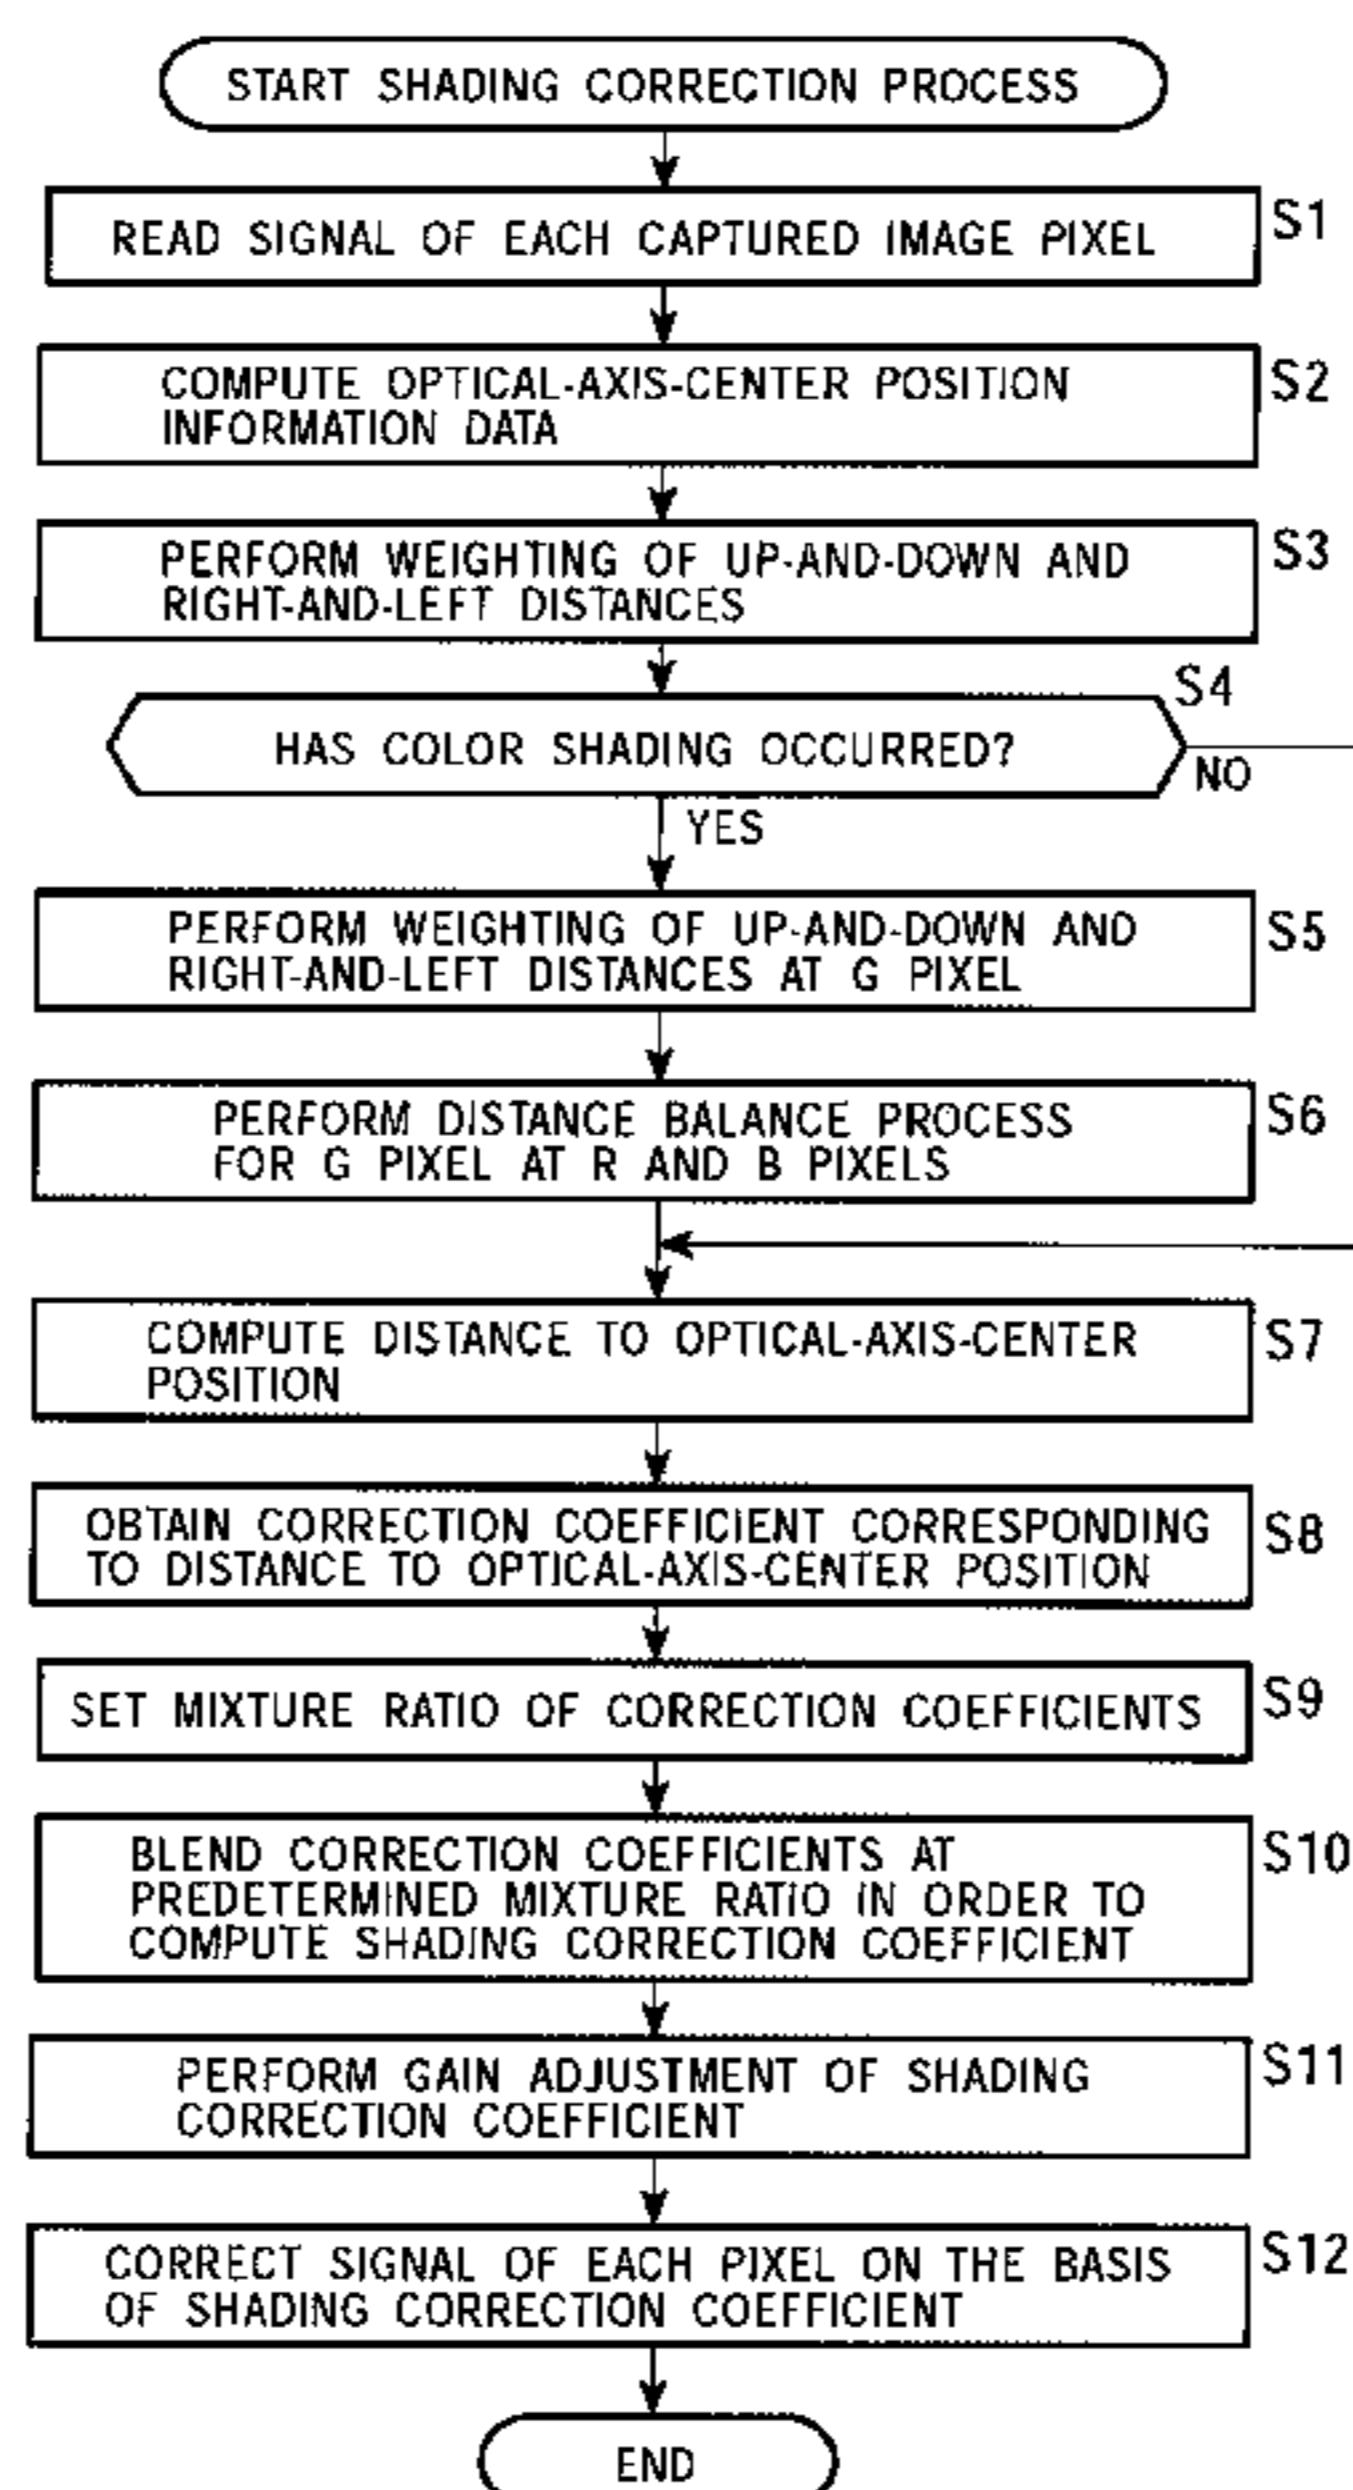 START SHADING CORRECTION PROCESS
READ SIGNAL OF EACH CAPTURED IMAGE PIXEL
S1
COMPUTE OPTICAL-AXIS-CENTER POSITION
INFORMATION DATA
S2
PERFORM WEIGHTING OF UP-AND-DOWN AND
RIGHT-AND-LEFT DISTANCES
S3
S4
HAS COLOR SHADING OCCURRED?
NO
YES
PERFORM WEIGHTING OF UP-AND-DOWN AND
RIGHT-AND-LEFT DISTANCES AT G PIXEL
S5
PERFORM DISTANCE BALANCE PROCESS
FOR G PIXEL AT R AND B PIXELS
S6
COMPUTE DISTANCE TO OPTICAL-AXIS-CENTER
POSITION
S7
OBTAIN CORRECTION COEFFICIENT CORRESPONDING
TO DISTANCE TO OPTICAL-AXIS-CENTER POSITION
S8
SET MIXTURE RATIO OF CORRECTION COEFFICIENTS
S9
BLEND CORRECTION COEFFICIENTS AT
PREDETERMINED MIXTURE RATIO IN ORDER TO
COMPUTE SHADING CORRECTION COEFFICIENT
S10
PERFORM GAIN ADJUSTMENT OF SHADING
CORRECTION COEFFICIENT
S11
CORRECT SIGNAL OF EACH PIXEL ON THE BASIS
OF SHADING CORRECTION COEFFICIENT
S12
END